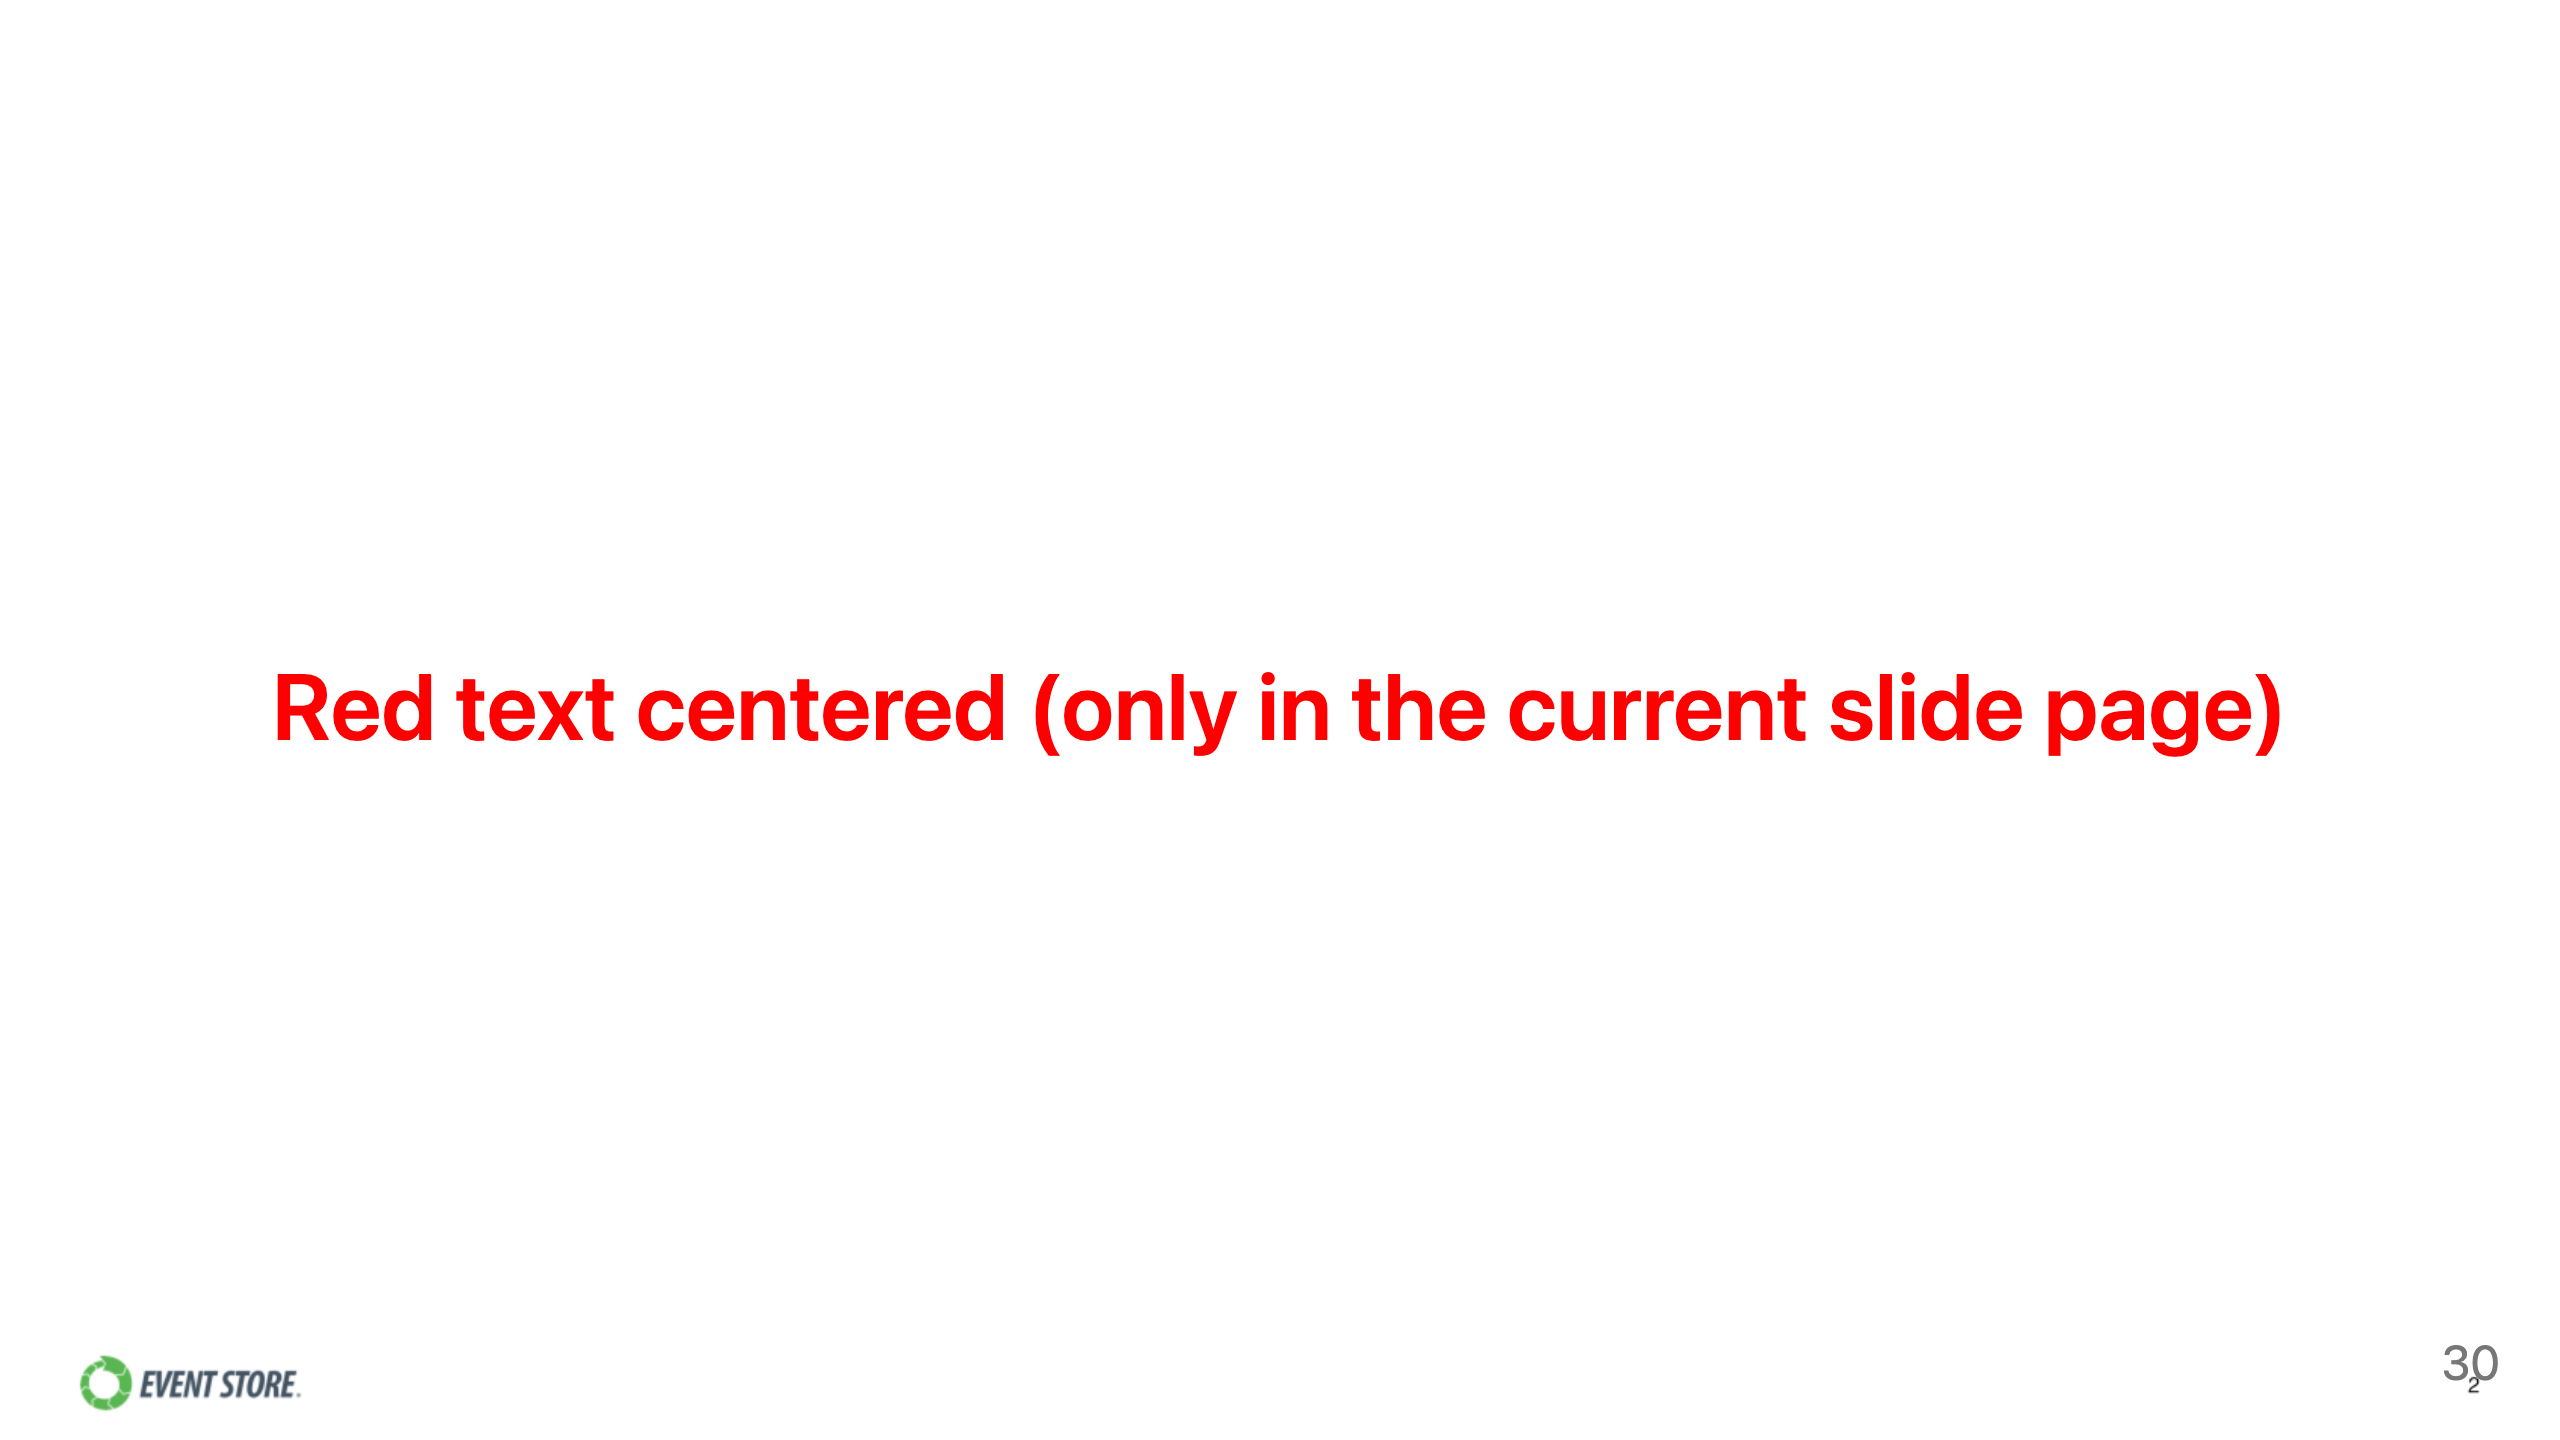 Red text centered (only in the current slide page)
EVENT STORE.
30
2